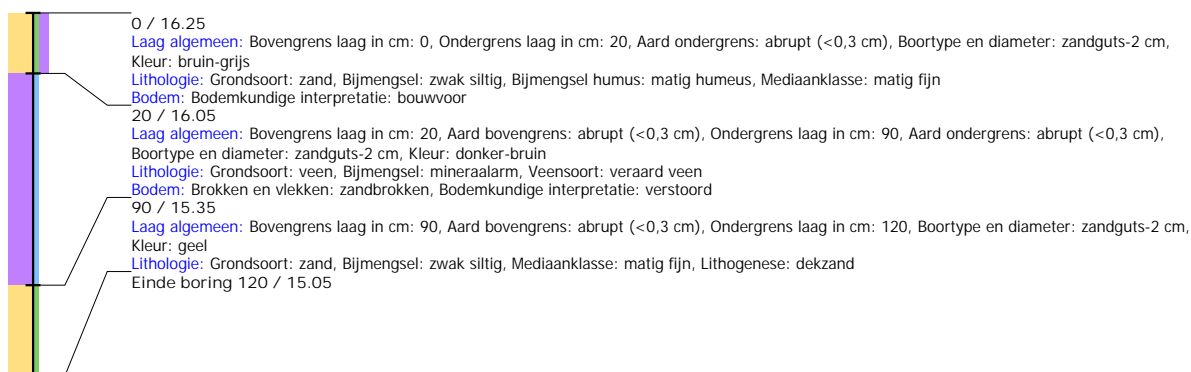 0 / 16.25
Laag algemeen: Bovengrens laag in cm: 0, Ondergrens laag in cm: 20, Aard ondergrens: abrupt (<0,3 cm), Boortype en diameter: zandguts-2 cm,
Kleur: bruin-grijs
Lithologie: Grondsoort: zand, Bijmengsel: zwak siltig, Bijmengsel humus: matig humeus, Mediaanklasse: matig fijn
Bodem: Bodemkundige interpretatie: bouwvoor
20 / 16.05
Laag algemeen: Bovengrens laag in cm: 20, Aard bovengrens: abrupt (<0,3 cm), Ondergrens laag in cm: 90, Aard ondergrens: abrupt (<0,3 cm),
Boortype en diameter: zandguts-2 cm, Kleur: donker-bruin
Lithologie: Grondsoort: veen, Bijmengsel: mineraalarm, Veensoort: veraard veen
Bodem: Brokken en vlekken: zandbrokken, Bodemkundige interpretatie: verstoord
90 / 15.35
Laag algemeen: Bovengrens laag in cm: 90, Aard bovengrens: abrupt (<0,3 cm), Ondergrens laag in cm: 120, Boortype en diameter: zandguts-2 cm,
Kleur: geel
Lithologie: Grondsoort: zand, Bijmengsel: zwak siltig, Mediaanklasse: matig fijn, Lithogenese: dekzand
Einde boring 120 / 15.05